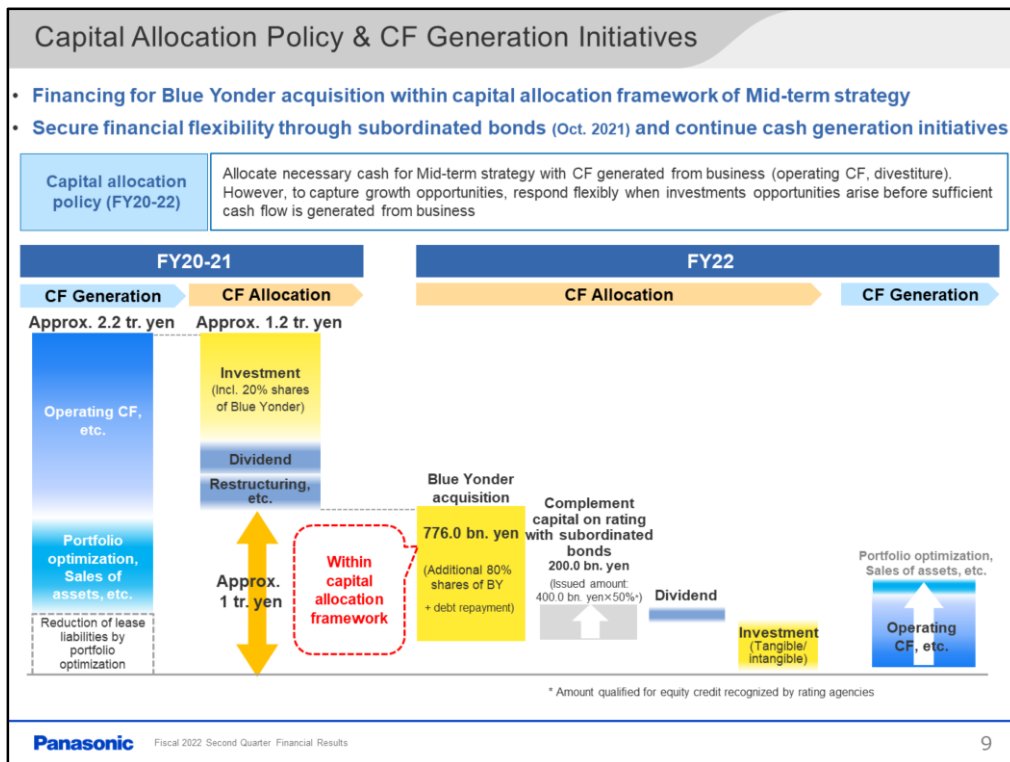 Capital Allocation Policy & CF Generation Initiatives
• Financing for Blue Yonder acquisition within capital allocation framework of Mid-term strategy
• Secure financial flexibility through subordinated bonds (Oct. 2021) and continue cash generation initiatives
Capital allocation
policy (FY20-22)
Allocate necessary cash for Mid-term strategy with CF generated from business (operating CF, divestiture).
However, to capture growth opportunities, respond flexibly when investments opportunities arise before sufficient
cash flow is generated from business
FY20-21
CF Generation
CF Allocation
Approx. 2.2 tr. yen
Approx. 1.2 tr. yen
Operating CF,
etc.
Portfolio
optimization,
Sales of
assets, etc.
Reduction of lease
liabilities by
portfolio
optimization
Investment
(Incl. 20% shares
of Blue Yonder)
Dividend
Restructuring,
etc.
Approx.
1 tr. yen
Within
capital
allocation
framework
FY22
CF Allocation
CF Generation
Blue Yonder
acquisition
776.0 bn. yen
(Additional 80%
shares of BY
+ debt repayment)
Complement
capital on rating
with subordinated
bonds
200.0 bn. yen
(Issued amount:
400.0 bn. yen×50%*)
Dividend
Investment
(Tangible/
intangible)
Portfolio optimization,
Sales of assets, etc.
Operating
CF, etc.
* Amount qualified for equity credit recognized by rating agencies
Panasonic
Fiscal 2022 Second Quarter Financial Results
9